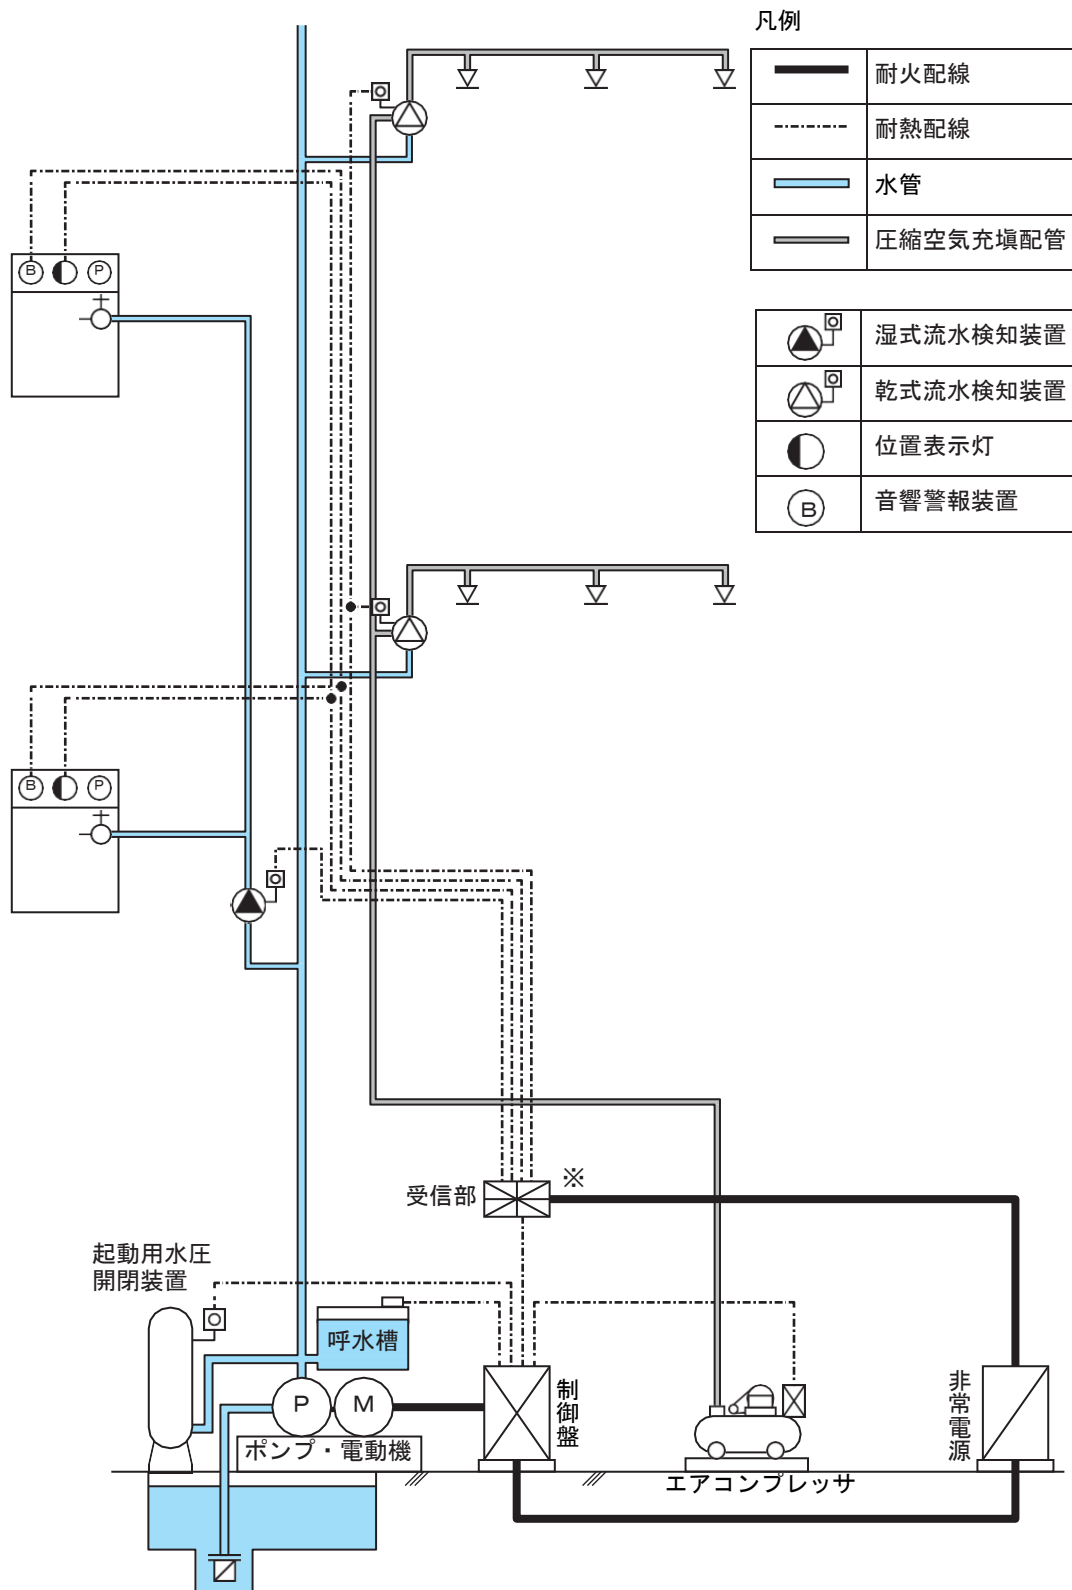 凡例
耐火配線
耐熱配線
水管
圧縮空気充塡配管
湿式流水検知装置
乾式流水検知装置
位置表示灯
B
音響警報装置
B P
B P
受信部
※
起動用水圧
開閉装置
呼水槽
P M
ポンプ・電動機
制御盤
エアコンプレッサ
非常電源